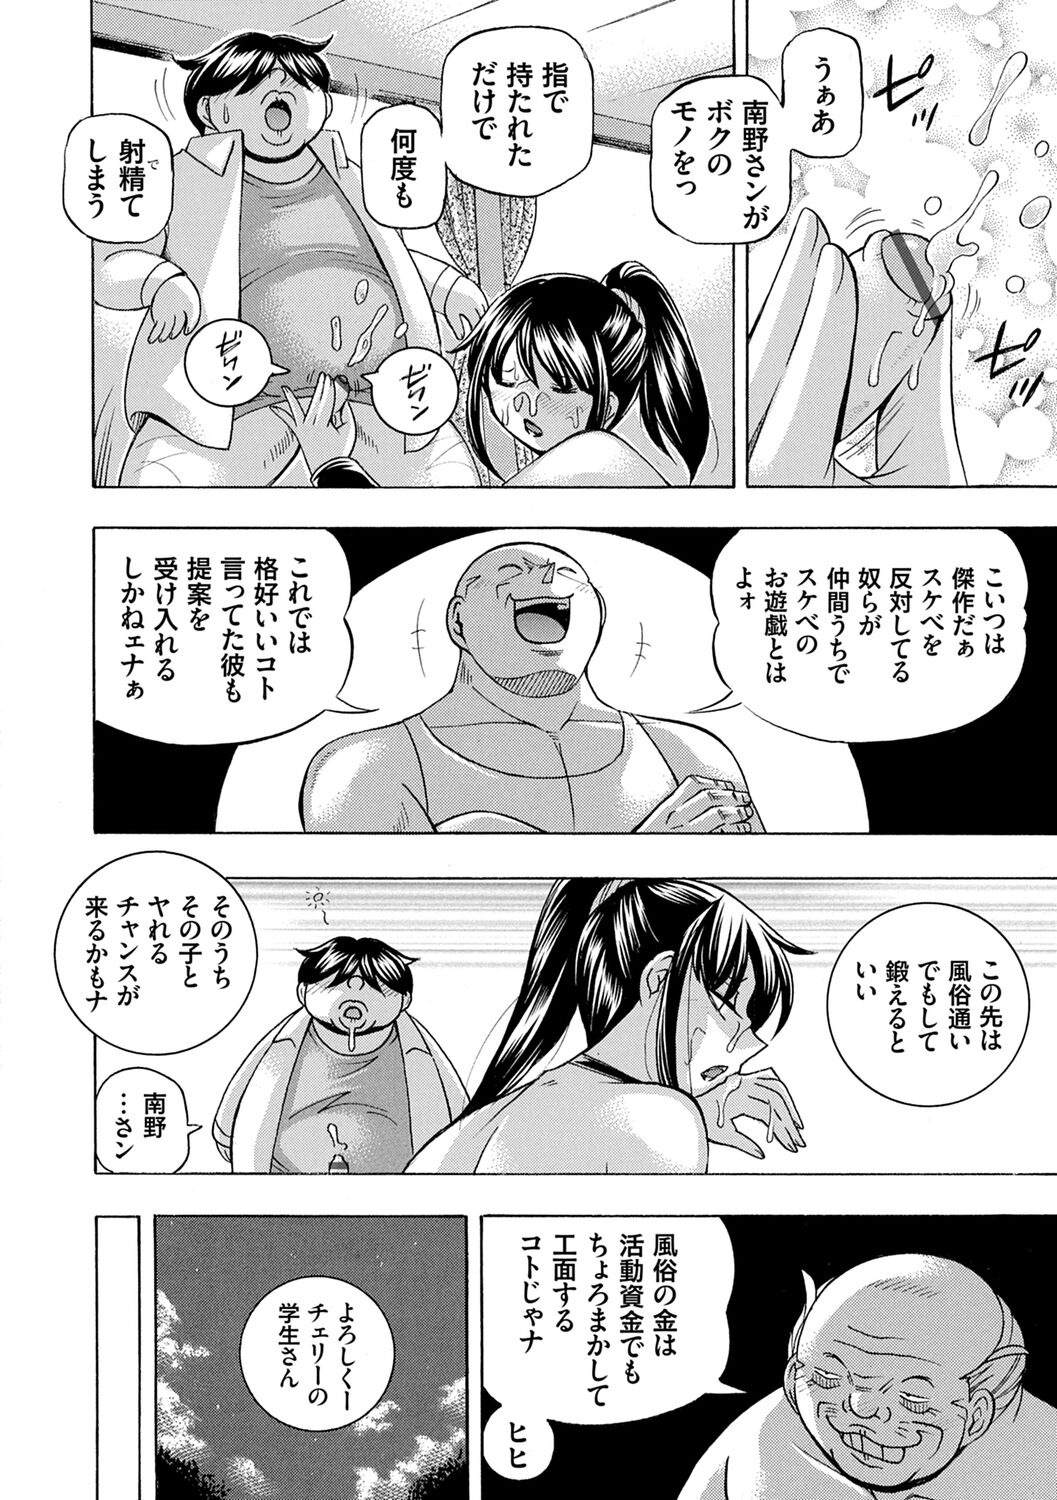 うぁあ
南野さンが
ボクの
モノをっ
ピ
ピッ
指で
持たれた
だけで
何度も
射精て
で
しまう
ビクン
ビクン
こいつは
傑作だぁ
スケベを
反対してる
奴らが
仲間うちで
スケベの
お遊戯とは
よォ
これでは
格好いいコト
言ってた彼も
提案を
受け入れる
しかねェナぁ
この先は
風俗通い
でもして
鍛えると
いい
そのうち
その子と
ヤれる
チャンスが
来るかもナ
南野
…さン
風俗の金は
活動資金でも
ちょろまかして
工面する
コトじゃナ
ヒヒ
よろしくー
チェリーの
学生さん